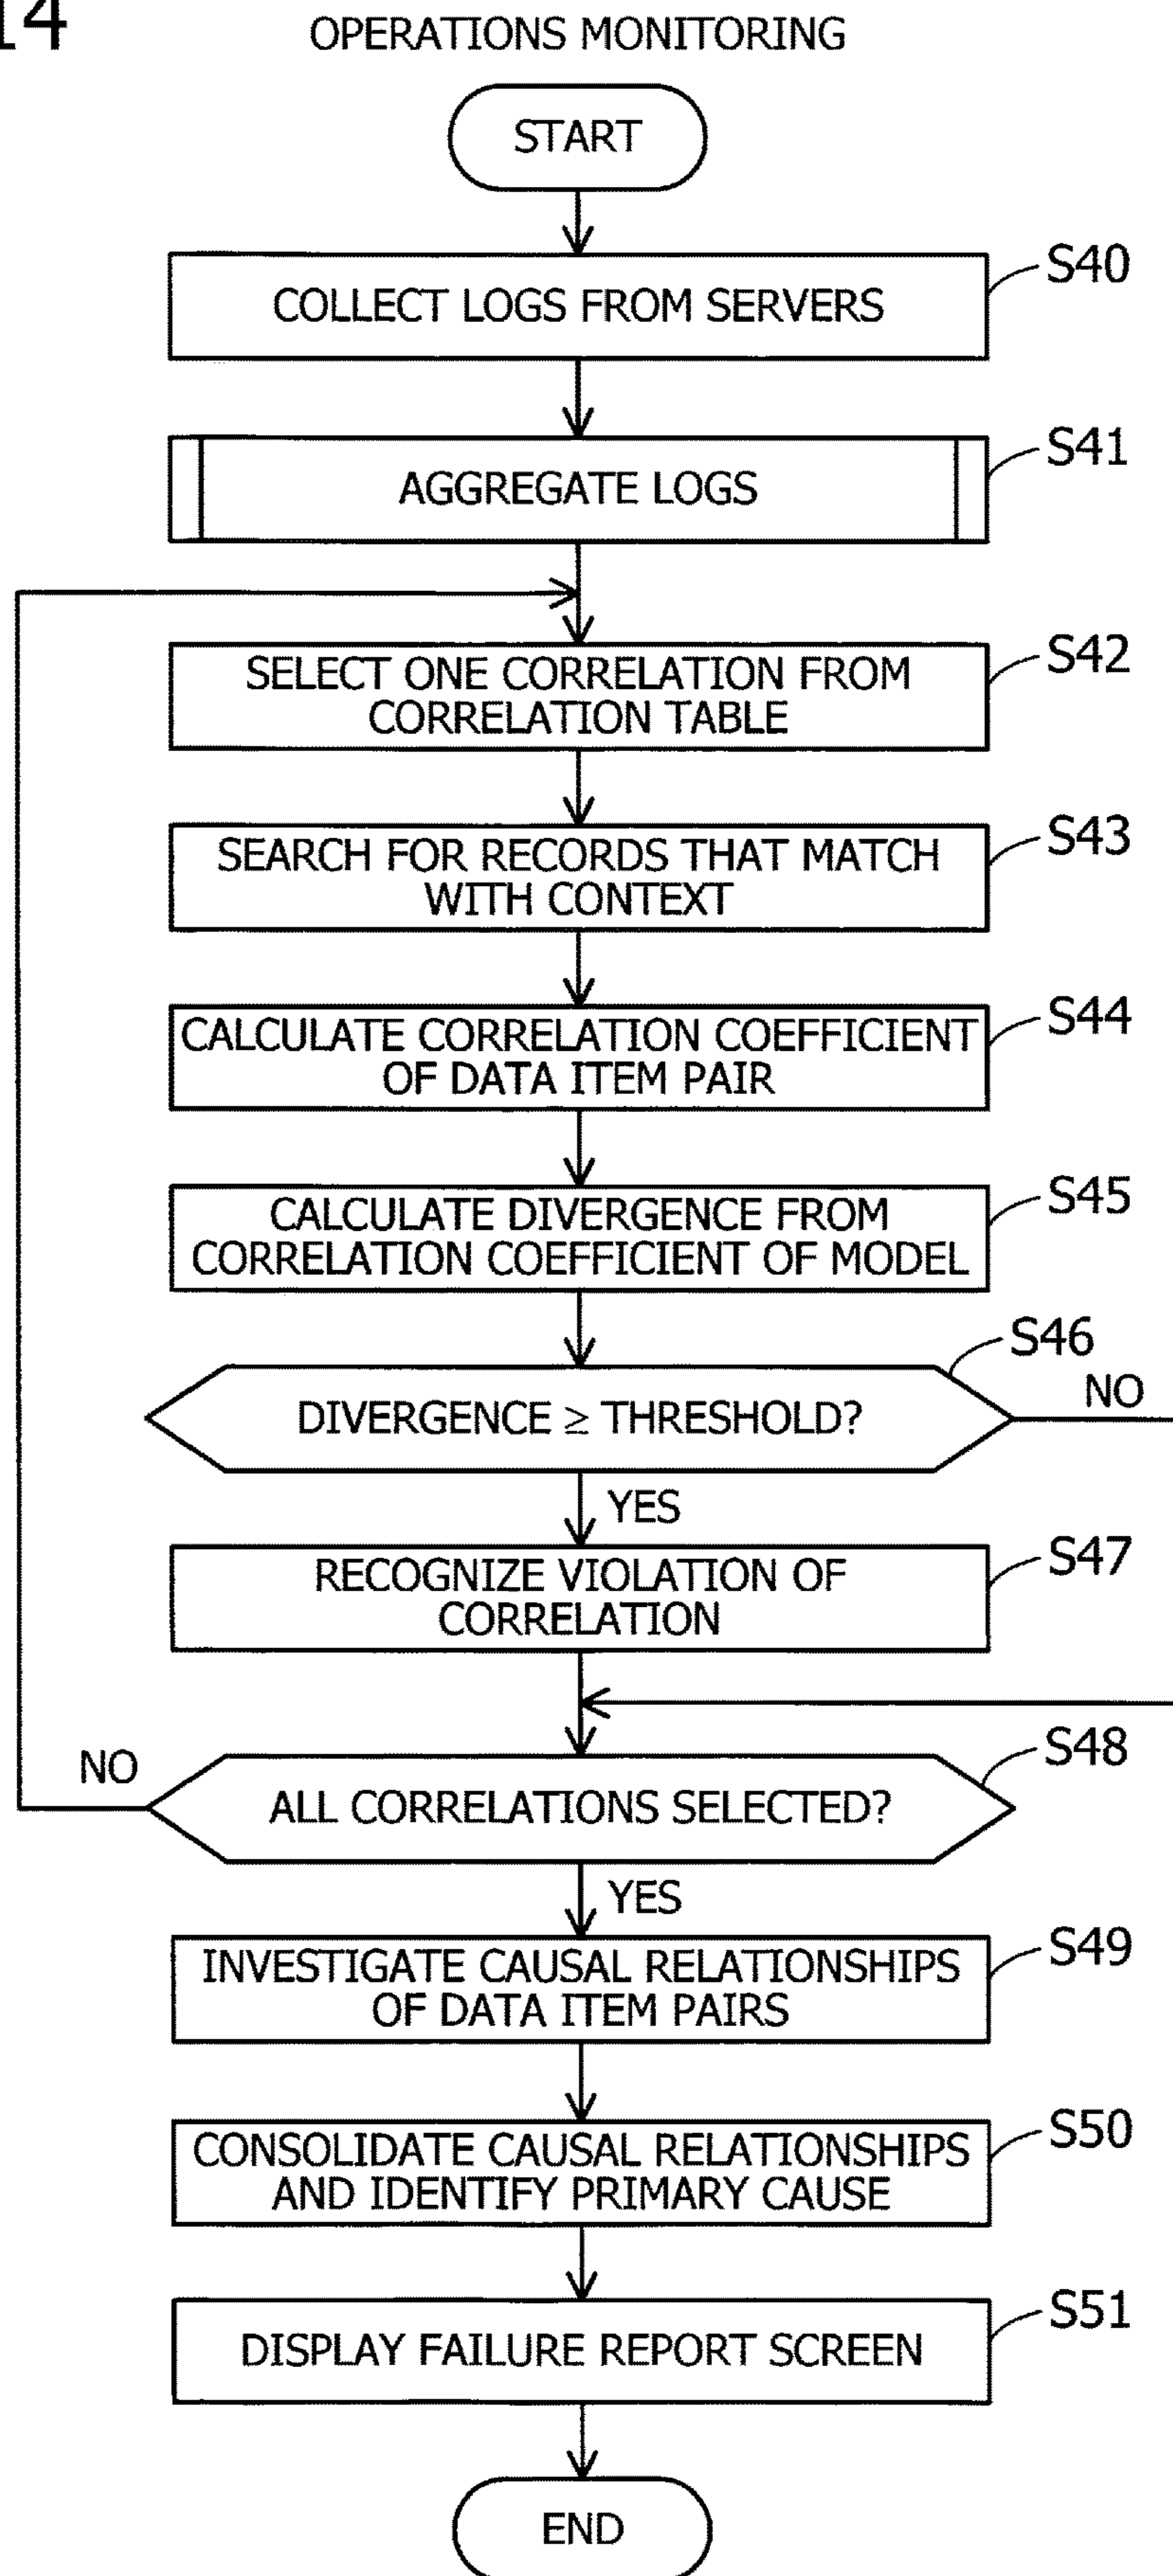 14
OPERATIONS MONITORING
START
S40
COLLECT LOGS FROM SERVERS
S41
AGGREGATE LOGS
S42
SELECT ONE CORRELATION FROM
CORRELATION TABLE
S43
SEARCH FOR RECORDS THAT MATCH
WITH CONTEXT
S44
CALCULATE CORRELATION COEFFICIENT
OF DATA ITEM PAIR
S45
CALCULATE DIVERGENCE FROM
CORRELATION COEFFICIENT OF MODEL
S46
NO
DIVERGENCE ≥ THRESHOLD?
YES
S47
RECOGNIZE VIOLATION OF
CORRELATION
S48
NO
ALL CORRELATIONS SELECTED?
YES
S49
INVESTIGATE CAUSAL RELATIONSHIPS
OF DATA ITEM PAIRS
S50
CONSOLIDATE CAUSAL RELATIONSHIPS
AND IDENTIFY PRIMARY CAUSE
S51
DISPLAY FAILURE REPORT SCREEN
END